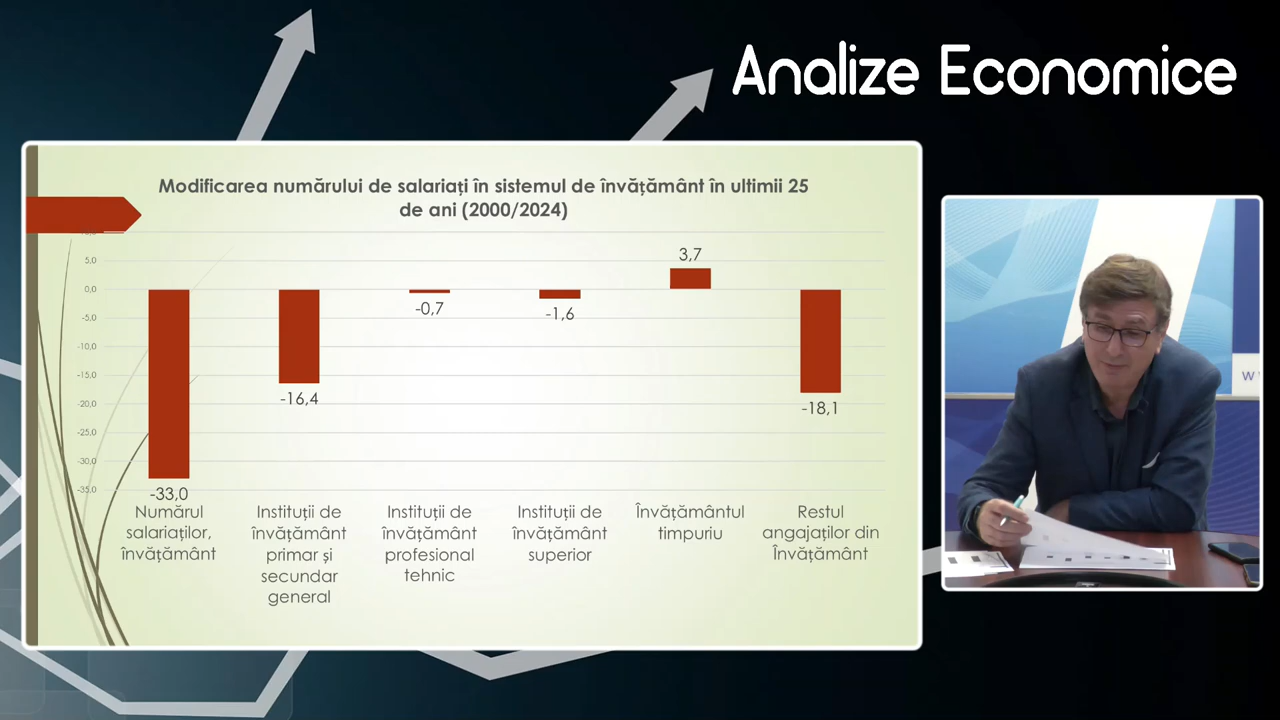 Analize Economice
Modificarea numărului de salariați în sistemul de învățământ în ultimii 25
de ani (2000/2024)
5,0
0,0
-5,0
-10,0
-15,0
-20,0
-25,0
-30,0
-35,0
-33,0
-16,4
-0,7
-1,6
3,7
-18,1
Numărul
salariaților,
învățământ
Instituții de
învățământ
primar și
secundar
general
Instituții de
învățământ
profesional
tehnic
Instituții de
învățământ
superior
Învățământul
timpuriu
Restul
angajaților din
Învățământ
W